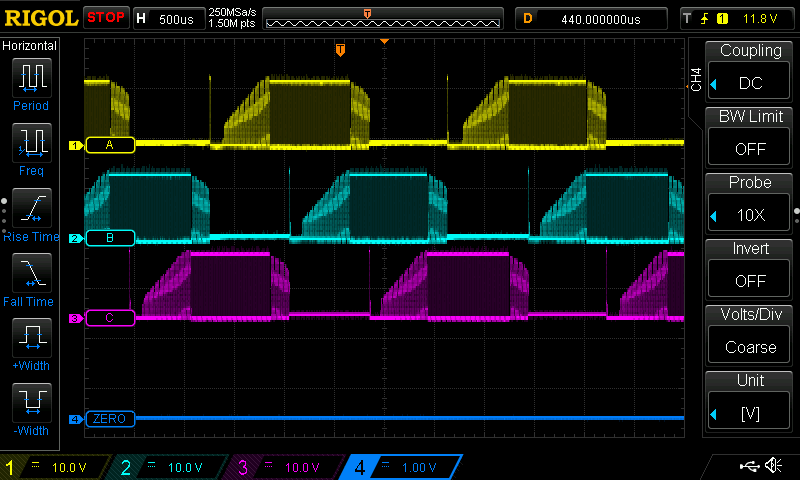 RIGOL STOP H 500us 250MSa/s 1.50M pts T D 440.000000us T 1 11.8 V
Horizontal
Period
Freq
Rise Time
Fall Time
+Width
-Width
T
1 A
2 B
3 C
4 ZERO
CH4
Coupling
DC
BW Limit
OFF
Probe
10X
Invert
OFF
Volts/Div
Coarse
Unit
[V]
1 10.0 V 2 10.0 V 3 10.0 V 4 1.00 V